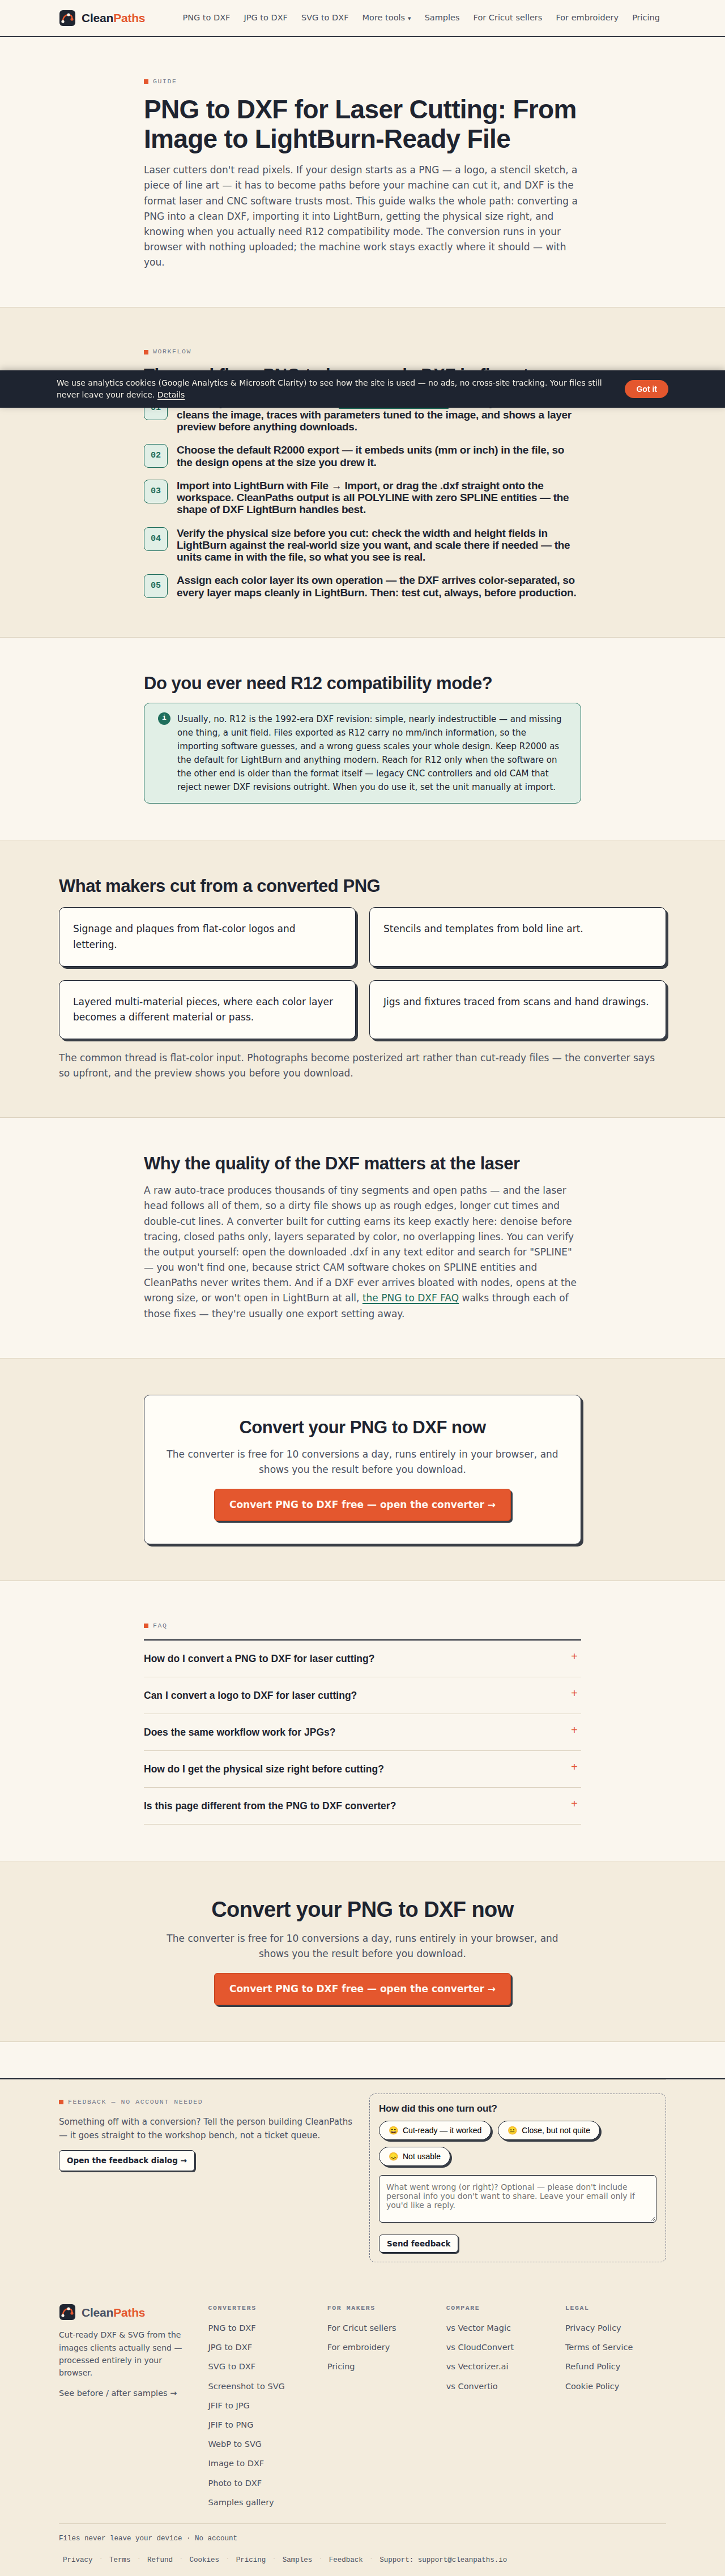 CleanPaths
PNG to DXF
JPG to DXF
SVG to DXF
More tools ▾
Samples
For Cricut sellers
For embroidery
Pricing
GUIDE
PNG to DXF for Laser Cutting: From
Image to LightBurn-Ready File
Laser cutters don't read pixels. If your design starts as a PNG — a logo, a stencil sketch, a
piece of line art — it has to become paths before your machine can cut it, and DXF is the
format laser and CNC software trusts most. This guide walks the whole path: converting a
PNG into a clean DXF, importing it into LightBurn, getting the physical size right, and
knowing when you actually need R12 compatibility mode. The conversion runs in your
browser with nothing uploaded; the machine work stays exactly where it should — with
you.
WORKFLOW
We use analytics cookies (Google Analytics & Microsoft Clarity) to see how the site is used — no ads, no cross-site tracking. Your files still
never leave your device. Details
Got it
cleans the image, traces with parameters tuned to the image, and shows a layer
preview before anything downloads.
02
Choose the default R2000 export — it embeds units (mm or inch) in the file, so
the design opens at the size you drew it.
03
Import into LightBurn with File → Import, or drag the .dxf straight onto the
workspace. CleanPaths output is all POLYLINE with zero SPLINE entities — the
shape of DXF LightBurn handles best.
04
Verify the physical size before you cut: check the width and height fields in
LightBurn against the real-world size you want, and scale there if needed — the
units came in with the file, so what you see is real.
05
Assign each color layer its own operation — the DXF arrives color-separated, so
every layer maps cleanly in LightBurn. Then: test cut, always, before production.
Do you ever need R12 compatibility mode?
Usually, no. R12 is the 1992-era DXF revision: simple, nearly indestructible — and missing
one thing, a unit field. Files exported as R12 carry no mm/inch information, so the
importing software guesses, and a wrong guess scales your whole design. Keep R2000 as
the default for LightBurn and anything modern. Reach for R12 only when the software on
the other end is older than the format itself — legacy CNC controllers and old CAM that
reject newer DXF revisions outright. When you do use it, set the unit manually at import.
What makers cut from a converted PNG
Signage and plaques from flat-color logos and
lettering.
Stencils and templates from bold line art.
Layered multi-material pieces, where each color layer
becomes a different material or pass.
Jigs and fixtures traced from scans and hand drawings.
The common thread is flat-color input. Photographs become posterized art rather than cut-ready files — the converter says
so upfront, and the preview shows you before you download.
Why the quality of the DXF matters at the laser
A raw auto-trace produces thousands of tiny segments and open paths — and the laser
head follows all of them, so a dirty file shows up as rough edges, longer cut times and
double-cut lines. A converter built for cutting earns its keep exactly here: denoise before
tracing, closed paths only, layers separated by color, no overlapping lines. You can verify
the output yourself: open the downloaded .dxf in any text editor and search for "SPLINE"
— you won't find one, because strict CAM software chokes on SPLINE entities and
CleanPaths never writes them. And if a DXF ever arrives bloated with nodes, opens at the
wrong size, or won't open in LightBurn at all, the PNG to DXF FAQ walks through each of
those fixes — they're usually one export setting away.
Convert your PNG to DXF now
The converter is free for 10 conversions a day, runs entirely in your browser, and
shows you the result before you download.
Convert PNG to DXF free — open the converter →
FAQ
How do I convert a PNG to DXF for laser cutting? +
Can I convert a logo to DXF for laser cutting? +
Does the same workflow work for JPGs? +
How do I get the physical size right before cutting? +
Is this page different from the PNG to DXF converter? +
Convert your PNG to DXF now
The converter is free for 10 conversions a day, runs entirely in your browser, and
shows you the result before you download.
Convert PNG to DXF free — open the converter →
FEEDBACK — NO ACCOUNT NEEDED
Something off with a conversion? Tell the person building CleanPaths
— it goes straight to the workshop bench, not a ticket queue.
Open the feedback dialog →
How did this one turn out?
Cut-ready — it worked
Close, but not quite
Not usable
What went wrong (or right)? Optional — please don't include
personal info you don't want to share. Leave your email only if
you'd like a reply.
Send feedback
CleanPaths
Cut-ready DXF & SVG from the
images clients actually send —
processed entirely in your
browser.
See before / after samples →
CONVERTERS
PNG to DXF
JPG to DXF
SVG to DXF
Screenshot to SVG
JFIF to JPG
JFIF to PNG
WebP to SVG
Image to DXF
Photo to DXF
Samples gallery
FOR MAKERS
For Cricut sellers
For embroidery
Pricing
COMPARE
vs Vector Magic
vs CloudConvert
vs Vectorizer.ai
vs Convertio
LEGAL
Privacy Policy
Terms of Service
Refund Policy
Cookie Policy
Files never leave your device · No account
Privacy
Terms
Refund
Cookies
Pricing
Samples
Feedback
Support: support@cleanpaths.io